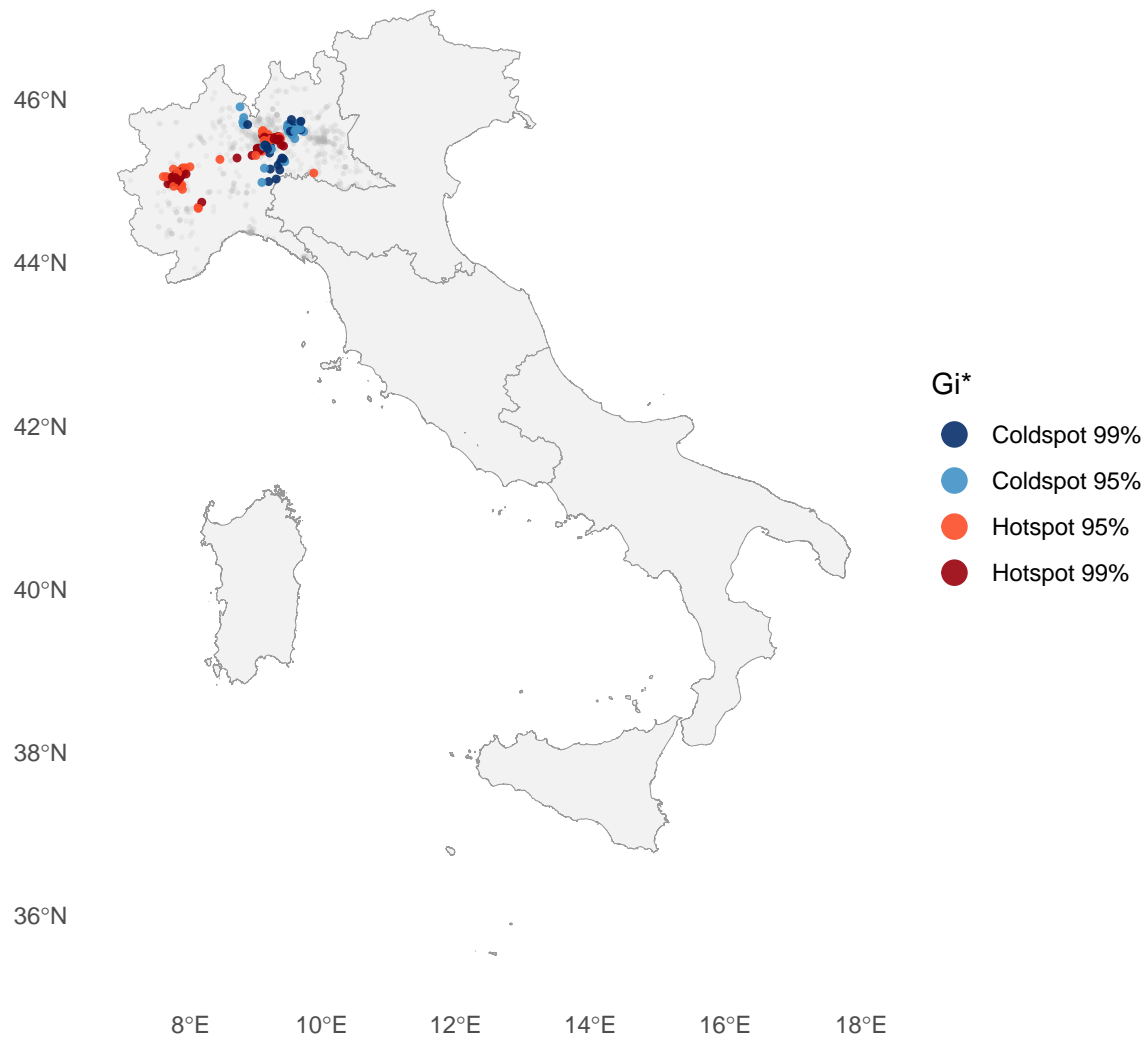 46°N
44°N
42°N
40°N
38°N
36°N
8°E 10°E 12°E 14°E 16°E 18°E
Gi*
Coldspot 99%
Coldspot 95%
Hotspot 95%
Hotspot 99%